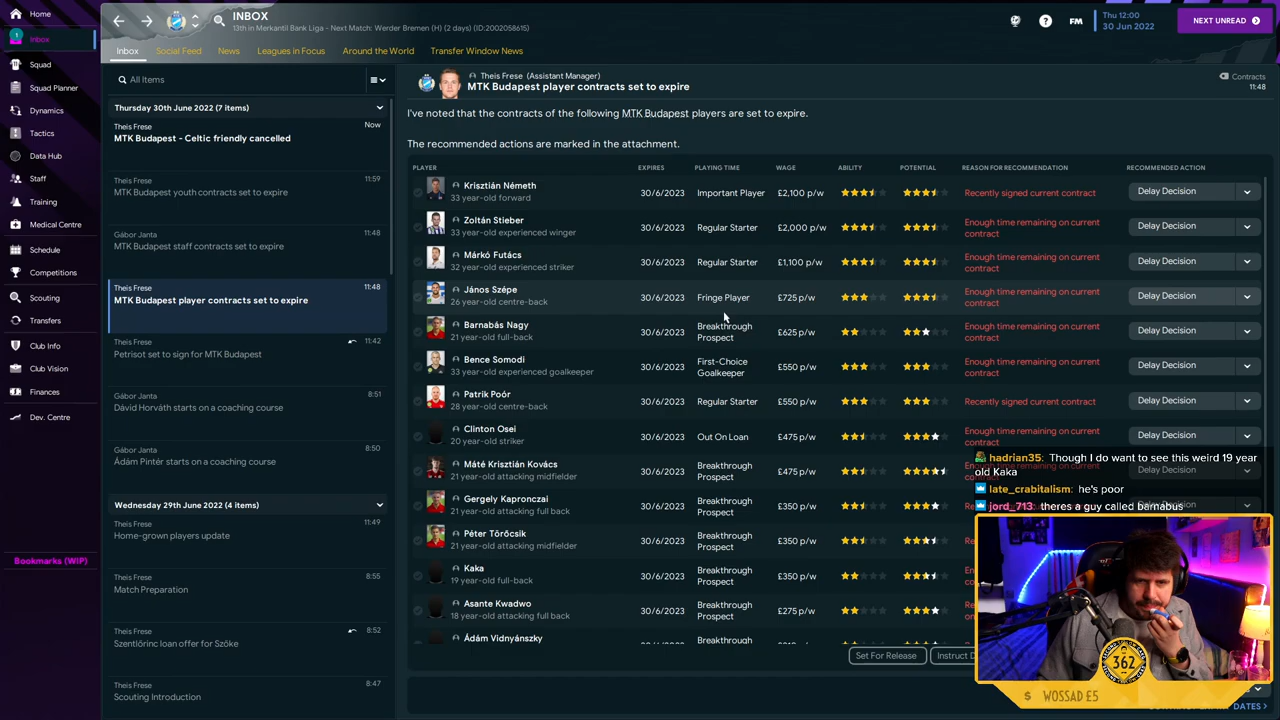 Home
INBOX
13th in Merkantil Bank Liga - Next Match: Werder Bremen (H) (2 days) (ID:2002058615)
FM
Thu 12:00
30 Jun 2022
NEXT UNREAD
1
Inbox
Inbox
Social Feed
News
Leagues in Focus
Around the World
Transfer Window News
Squad
Squad Planner
Dynamics
Tactics
Data Hub
Staff
Training
Medical Centre
Schedule
Competitions
Scouting
Transfers
Club Info
Club Vision
Finances
Dev. Centre
Bookmarks (WIP)
All Items
Thursday 30th June 2022 (7 items)
Theis Frese
Now
MTK Budapest - Celtic friendly cancelled
Theis Frese
11:59
MTK Budapest youth contracts set to expire
Gábor Janta
11:48
MTK Budapest staff contracts set to expire
Theis Frese
11:48
MTK Budapest player contracts set to expire
Theis Frese
11:42
Petrisot set to sign for MTK Budapest
Gábor Janta
8:51
Dávid Horváth starts on a coaching course
Gábor Janta
8:50
Ádám Pintér starts on a coaching course
Wednesday 29th June 2022 (4 items)
Theis Frese
11:49
Home-grown players update
Theis Frese
8:55
Match Preparation
Theis Frese
8:52
Szentlőrinc loan offer for Szőke
Theis Frese
8:47
Scouting Introduction
Theis Frese (Assistant Manager)
MTK Budapest player contracts set to expire
Contracts
11:48
I've noted that the contracts of the following MTK Budapest players are set to expire.
The recommended actions are marked in the attachment.
PLAYER EXPIRES PLAYING TIME WAGE ABILITY POTENTIAL REASON FOR RECOMMENDATION RECOMMENDED ACTION
Krisztián Németh
33 year-old forward
30/6/2023 Important Player £2,100 p/w Recently signed current contract Delay Decision
Zoltán Stieber
33 year-old experienced winger
30/6/2023 Regular Starter £2,000 p/w Enough time remaining on current
contract
Delay Decision
Márkó Futács
32 year-old experienced striker
30/6/2023 Regular Starter £1,100 p/w Enough time remaining on current
contract
Delay Decision
János Szépe
26 year-old centre-back
30/6/2023 Fringe Player £725 p/w Enough time remaining on current
contract
Delay Decision
Barnabás Nagy
21 year-old full-back
30/6/2023 Breakthrough
Prospect
£625 p/w Enough time remaining on current
contract
Delay Decision
Bence Somodi
33 year-old experienced goalkeeper
30/6/2023 First-Choice
Goalkeeper
£550 p/w Enough time remaining on current
contract
Delay Decision
Patrik Poór
28 year-old centre-back
30/6/2023 Regular Starter £550 p/w Recently signed current contract Delay Decision
Clinton Osei
20 year-old striker
30/6/2023 Out On Loan £475 p/w Enough time remaining on current
contract
Delay Decision
Máté Krisztián Kovács
21 year-old attacking midfielder
30/6/2023 Breakthrough
Prospect
£475 p/w
Delay Decision
Gergely Kapronczai
21 year-old attacking midfielder
30/6/2023 Breakthrough
Prospect
£350 p/w
Péter Törőcsik
21 year-old attacking midfielder
30/6/2023 Breakthrough
Prospect
£350 p/w
Kaka
19 year-old full-back
30/6/2023 Breakthrough
Prospect
£350 p/w
Asante Kwadwo
18 year-old attacking full back
30/6/2023 Breakthrough
Prospect
£275 p/w
Ádám Vidnyánszky
Breakthrough
Set For Release
Instruct D
hadrian35: Though I do want to see this weird 19 year
old Kaka
late_crabitalism: he's poor
jord_713: theres a guy called barnabus
362
$ WOSSAD £5
DATES >